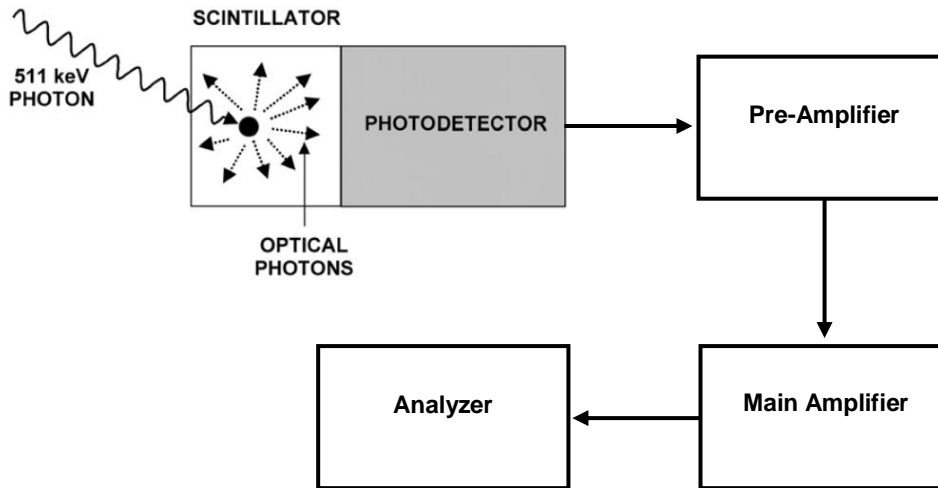 SCINTILLATOR
511 keV
PHOTON
PHOTODETECTOR
Pre-Amplifier
OPTICAL
PHOTONS
Analyzer
Main Amplifier